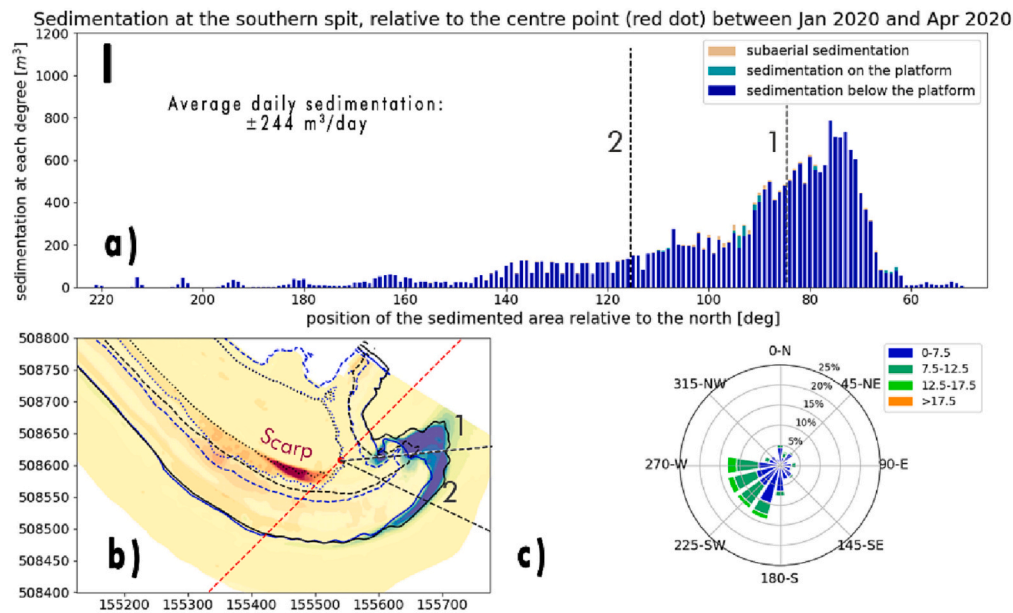 Sedimentation at the southern spit, relative to the centre point (red dot) between Jan 2020 and Apr 2020
sedimentation at each degree [m³]
1200
1000
800
600
400
200
0
I
Average daily sedimentation:
±244 m³/day
2
1
subaerial sedimentation
sedimentation on the platform
sedimentation below the platform
a)
220
200
180
160
140
120
100
80
60
position of the sedimented area relative to the north [deg]
508800
508750
508700
508650
508600
508550
508500
508450
508400
Scarp
1
2
b)
155200
155300
155400
155500
155600
155700
c)
0-N
45-NE
90-E
145-SE
180-S
225-SW
270-W
315-NW
5%
10%
15%
20%
25%
0-7.5
7.5-12.5
12.5-17.5
>17.5